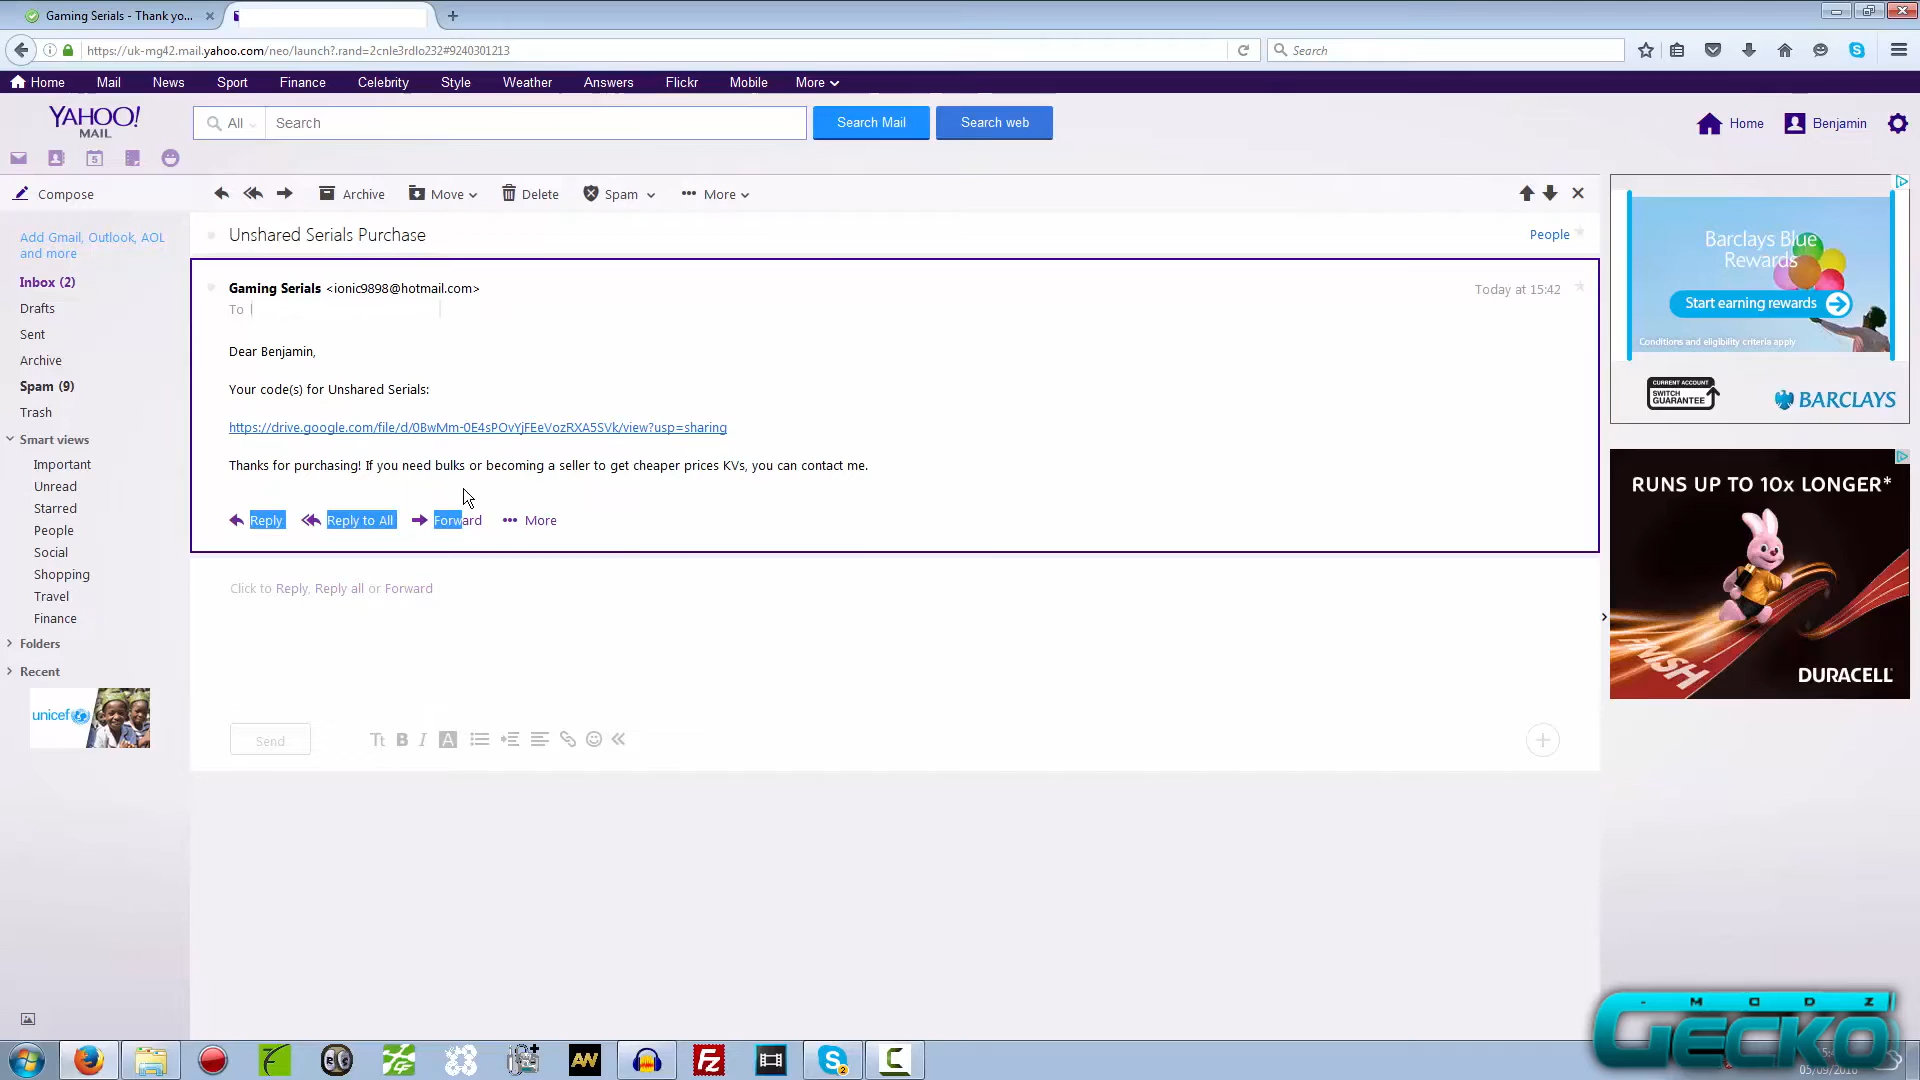 Gaming Serials - Thank yo...
https://uk-mg42.mail.yahoo.com/neo/launch?.rand=2cnle3rdlo232#9240301213
Search
Home Mail News Sport Finance Celebrity Style Weather Answers Flickr Mobile More
YAHOO!
MAIL
All Search Search Mail Search web
Home Benjamin
5
Compose
Archive Move Delete Spam More
Add Gmail, Outlook, AOL
and more
Inbox (2)
Drafts
Sent
Archive
Spam (9)
Trash
Smart views
Important
Unread
Starred
People
Social
Shopping
Travel
Finance
Folders
Recent
unicef
Unshared Serials Purchase
People
Gaming Serials <ionic9898@hotmail.com>
Today at 15:42
To
Dear Benjamin,
Your code(s) for Unshared Serials:
https://drive.google.com/file/d/0BwMm-0E4sPOvYjFEeVozRXA5SVk/view?usp=sharing
Thanks for purchasing! If you need bulks or becoming a seller to get cheaper prices KVs, you can contact me.
Reply Reply to All Forward More
Click to Reply, Reply all or Forward
Send Tt B I A
Barclays Blue
Rewards
Start earning rewards
Conditions and eligibility criteria apply
CURRENT ACCOUNT
SWITCH
GUARANTEE
BARCLAYS
RUNS UP TO 10x LONGER*
DURACELL
- MODZ
GECKO
AW
Fz
S
2
C
05/09/2016